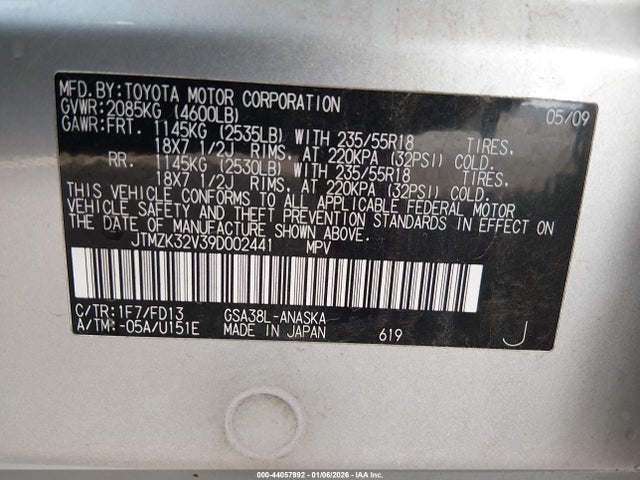 MFD.BY:TOYOTA MOTOR CORPORATION 05/09
GVWR:2085KG (4600LB)
GAWR:FRT. 1145KG (2535LB) WITH 235/55R18 TIRES,
18X7 1/2J RIMS, AT 220KPA (32PSI) COLD.
RR. 1145KG (2530LB) WITH 235/55R18 TIRES,
18X7 1/2J RIMS, AT 220KPA (32PSI) COLD.
THIS VEHICLE CONFORMS TO ALL APPLICABLE FEDERAL MOTOR
VEHICLE SAFETY AND THEFT PREVENTION STANDARDS IN EFFECT ON
THE DATE OF MANUFACTURE SHOWN ABOVE.
JTMZK32V39D002441 MPV
C/TR:1F7/FD13 GSA38L-ANASKA
A/TM:-05A/U151E MADE IN JAPAN 619 J
000-44057992 - 01/06/2026 - IAA Inc.